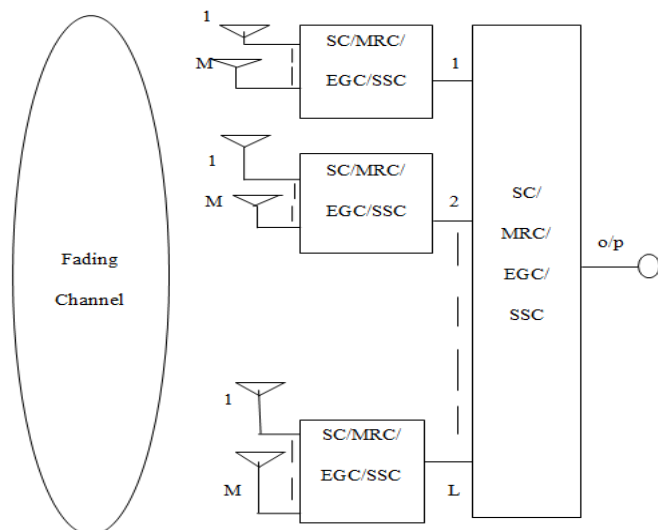 Fading
Channel
1
M
SC/MRC/
EGC/SSC
1
1
M
SC/MRC/
EGC/SSC
2
1
M
SC/MRC/
EGC/SSC
L
SC/
MRC/
EGC/
SSC
o/p